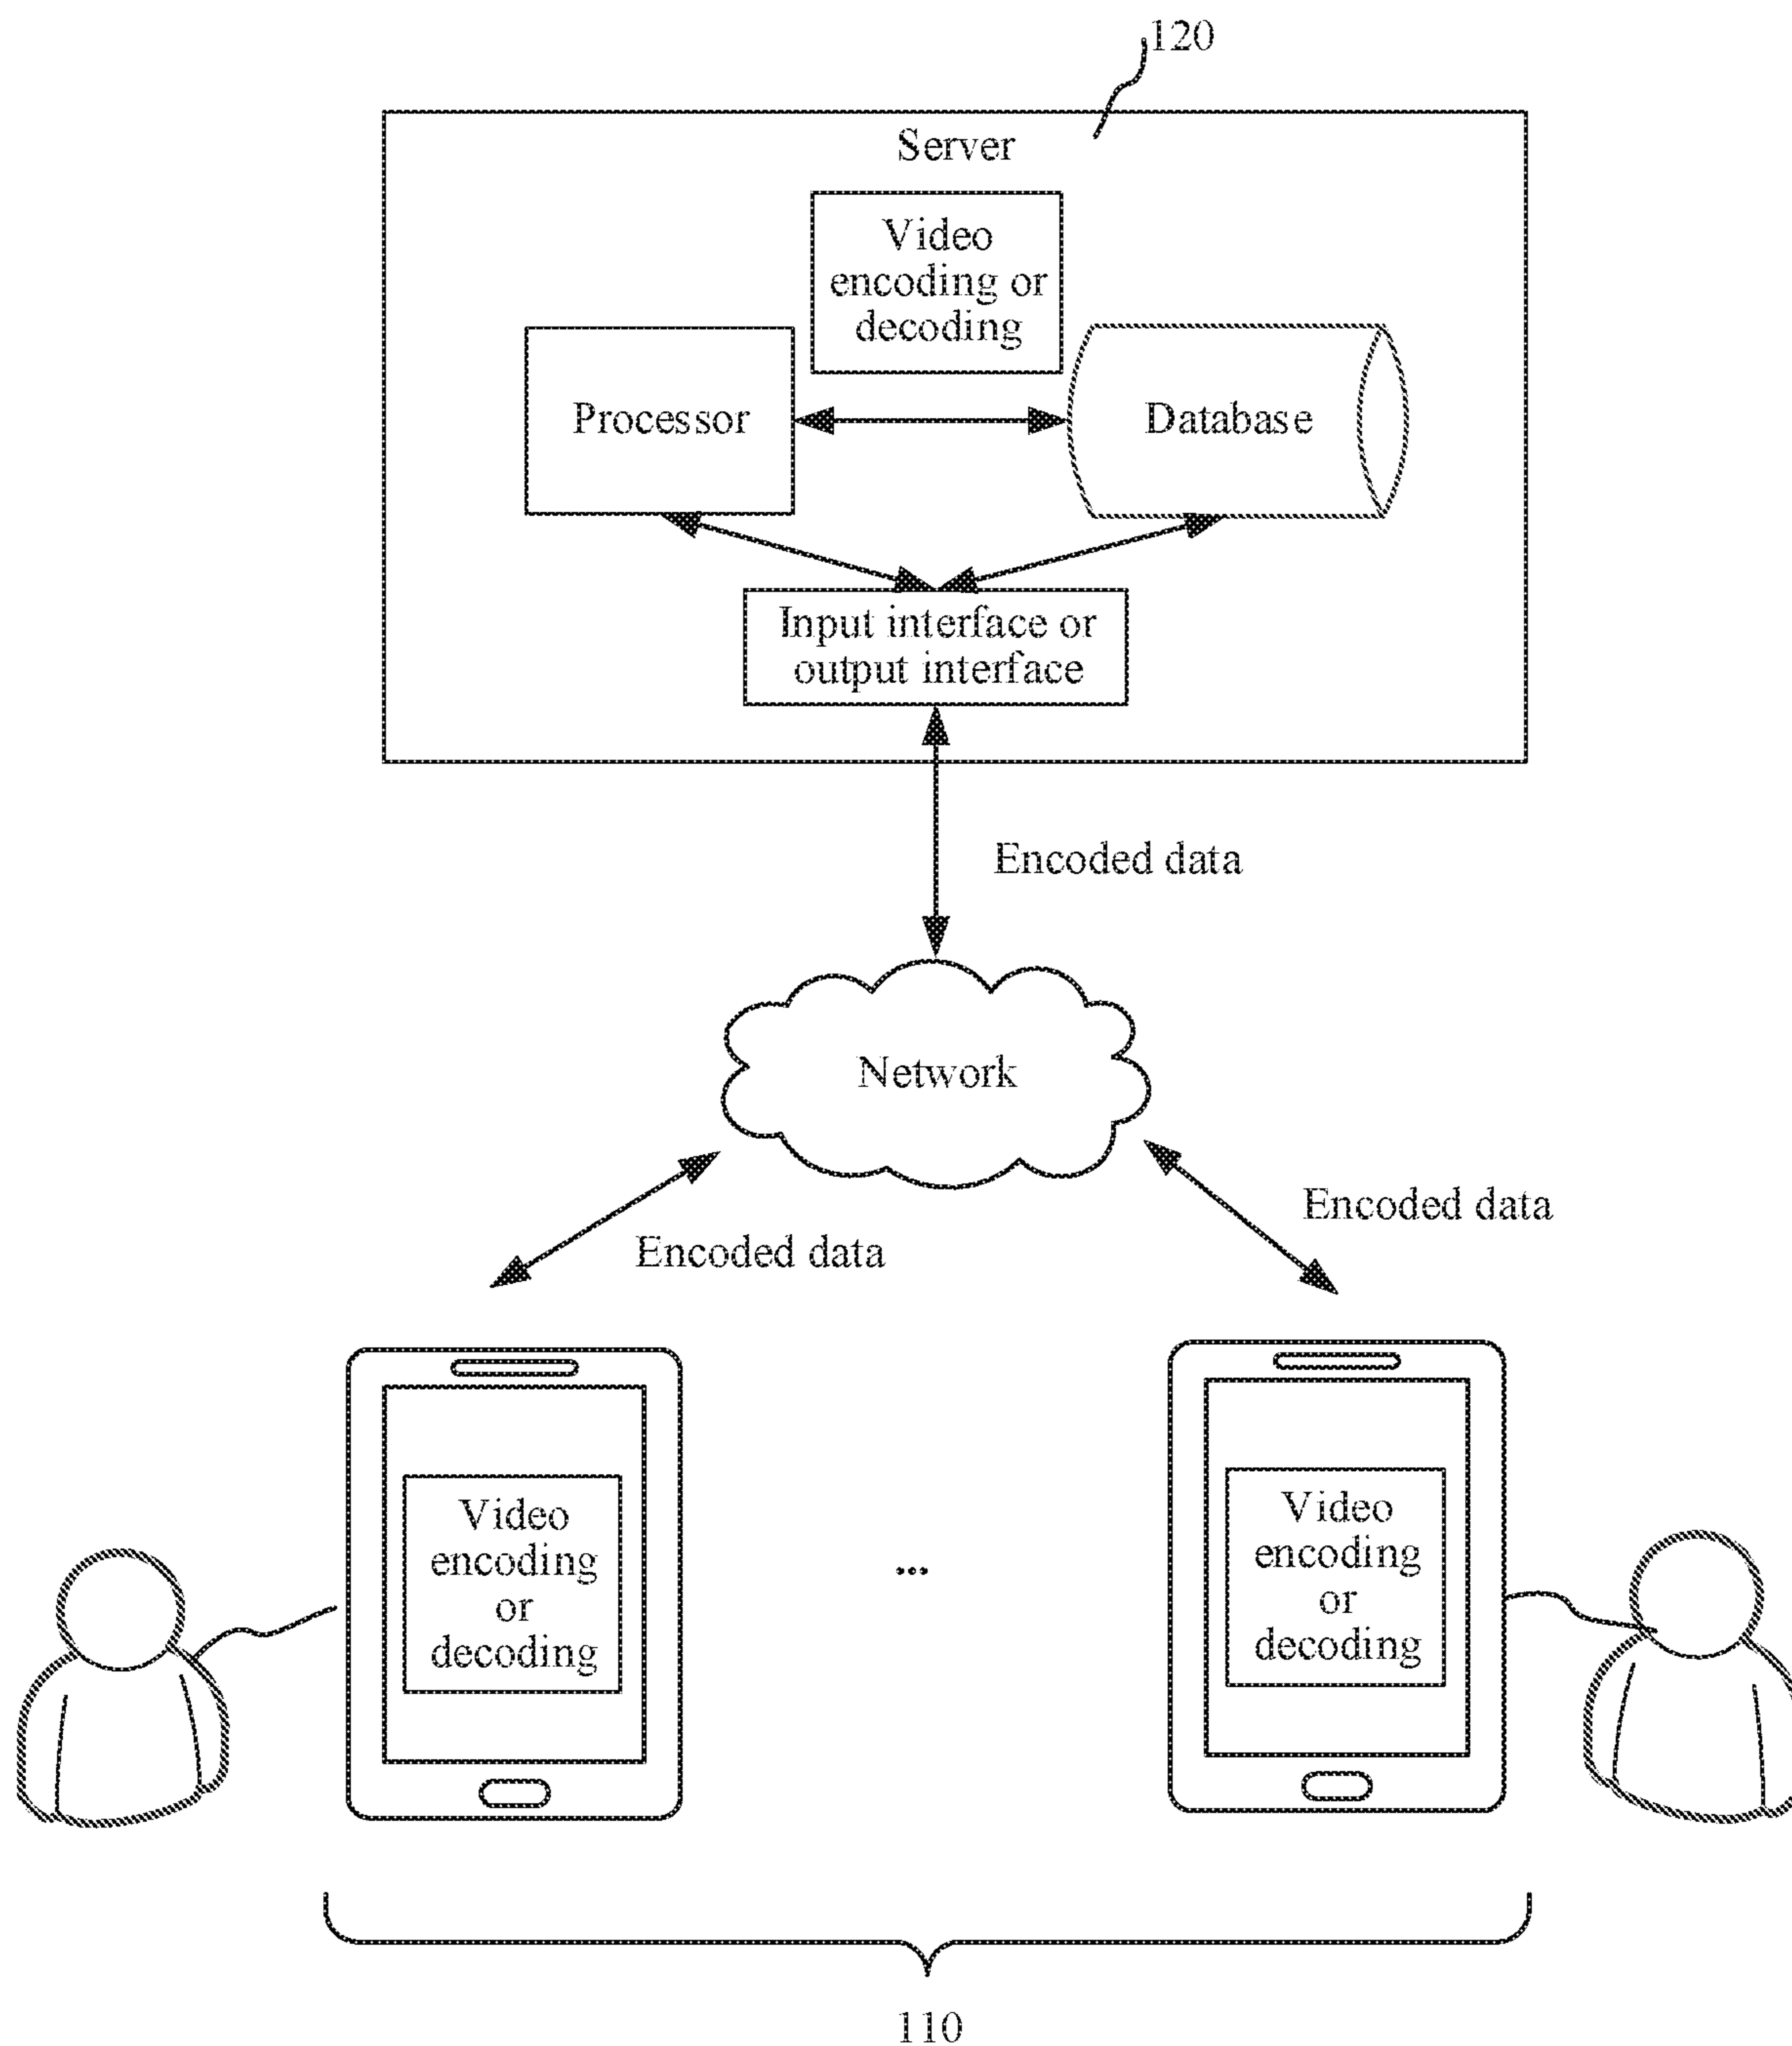 120
Server
Video
encoding or
decoding
Processor
Database
Input interface or
output interface
Encoded data
Network
Encoded data
Encoded data
Video
encoding
or
decoding
...
Video
encoding
or
decoding
110